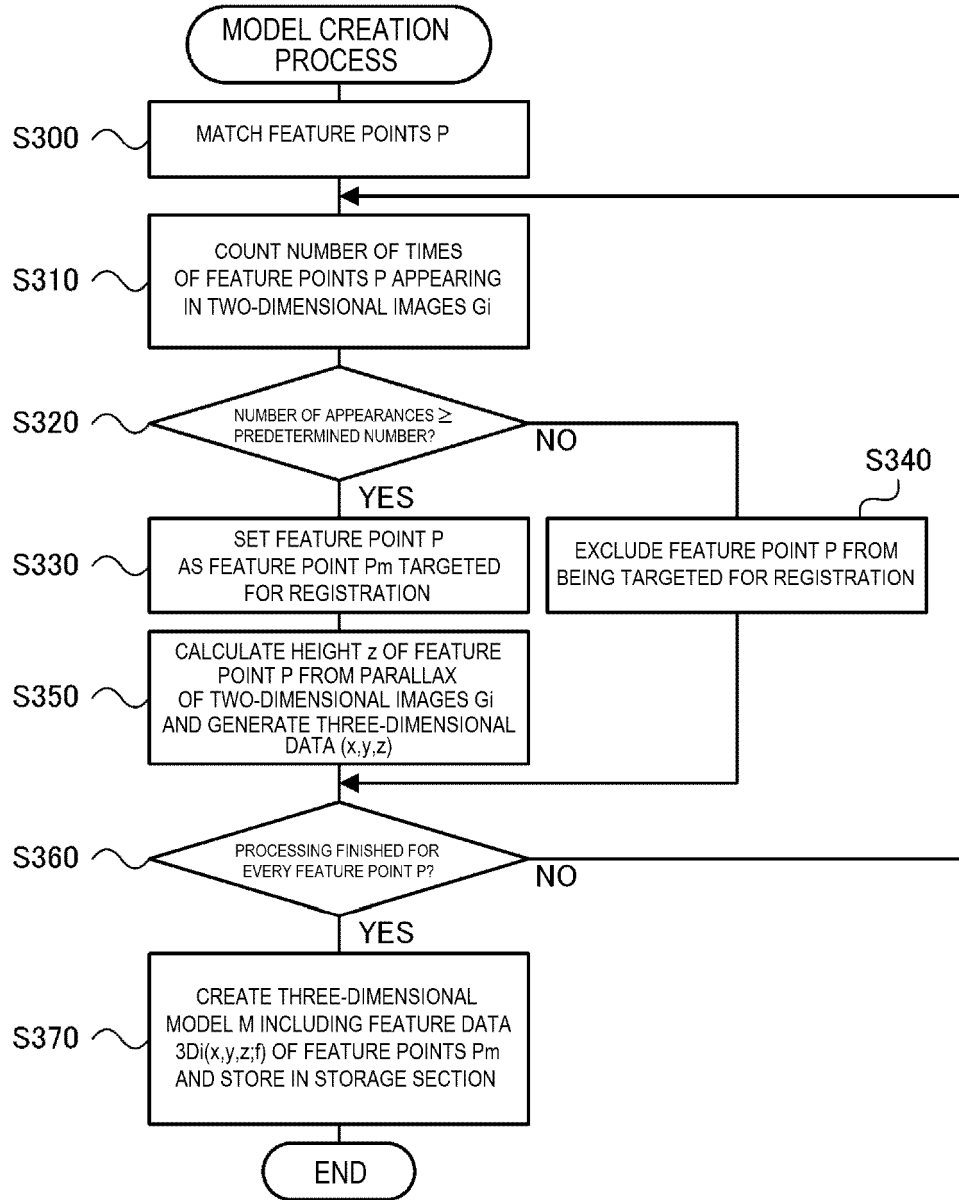 MODEL CREATION
PROCESS
S300
MATCH FEATURE POINTS P
S310
COUNT NUMBER OF TIMES
OF FEATURE POINTS P APPEARING
IN TWO-DIMENSIONAL IMAGES Gi
S320
NUMBER OF APPEARANCES ≥
PREDETERMINED NUMBER?
NO
YES
S330
SET FEATURE POINT P
AS FEATURE POINT Pm TARGETED
FOR REGISTRATION
S340
EXCLUDE FEATURE POINT P FROM
BEING TARGETED FOR REGISTRATION
S350
CALCULATE HEIGHT z OF FEATURE
POINT P FROM PARALLAX
OF TWO-DIMENSIONAL IMAGES Gi
AND GENERATE THREE-DIMENSIONAL
DATA (x,y,z)
S360
PROCESSING FINISHED FOR
EVERY FEATURE POINT P?
NO
YES
S370
CREATE THREE-DIMENSIONAL
MODEL M INCLUDING FEATURE DATA
3Di(x,y,z;f) OF FEATURE POINTS Pm
AND STORE IN STORAGE SECTION
END